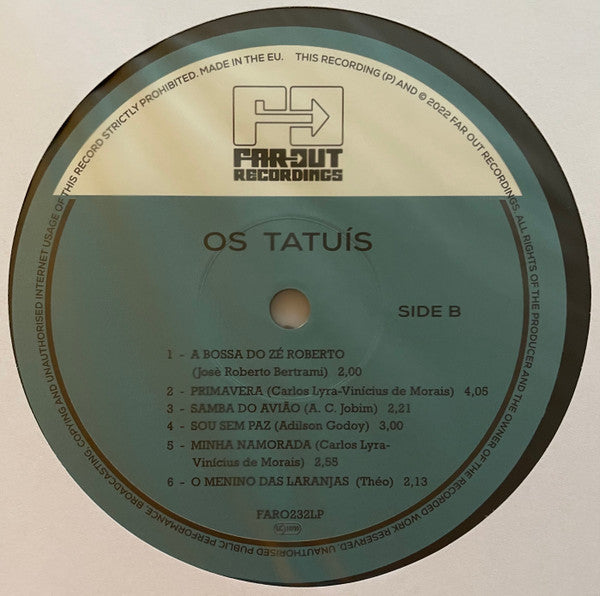 THIS RECORDING (P) AND © 2022 FAR OUT RECORDINGS. ALL RIGHTS OF THE PRODUCER AND THE OWNER OF THE RECORDED WORK RESERVED. UNAUTHORISED PUBLIC PERFORMANCE, BROADCASTING COPYING AND UNAUTHORISED INTERNET USAGE OF THIS RECORD STRICTLY PROHIBITED. MADE IN THE EU.
FAR-OUT
RECORDINGS
OS TATUÍS
SIDE B
1 - A BOSSA DO ZÉ ROBERTO
(Josè Roberto Bertrami) 2,00
2 - PRIMAVERA (Carlos Lyra-Vinícius de Morais) 4,05
3 - SAMBA DO AVIÃO (A. C. Jobim) 2,21
4 - SOU SEM PAZ (Adilson Godoy) 3,00
5 - MINHA NAMORADA (Carlos Lyra-
Vinícius de Morais) 2,55
6 - O MENINO DAS LARANJAS (Théo) 2,13
FARO232LP